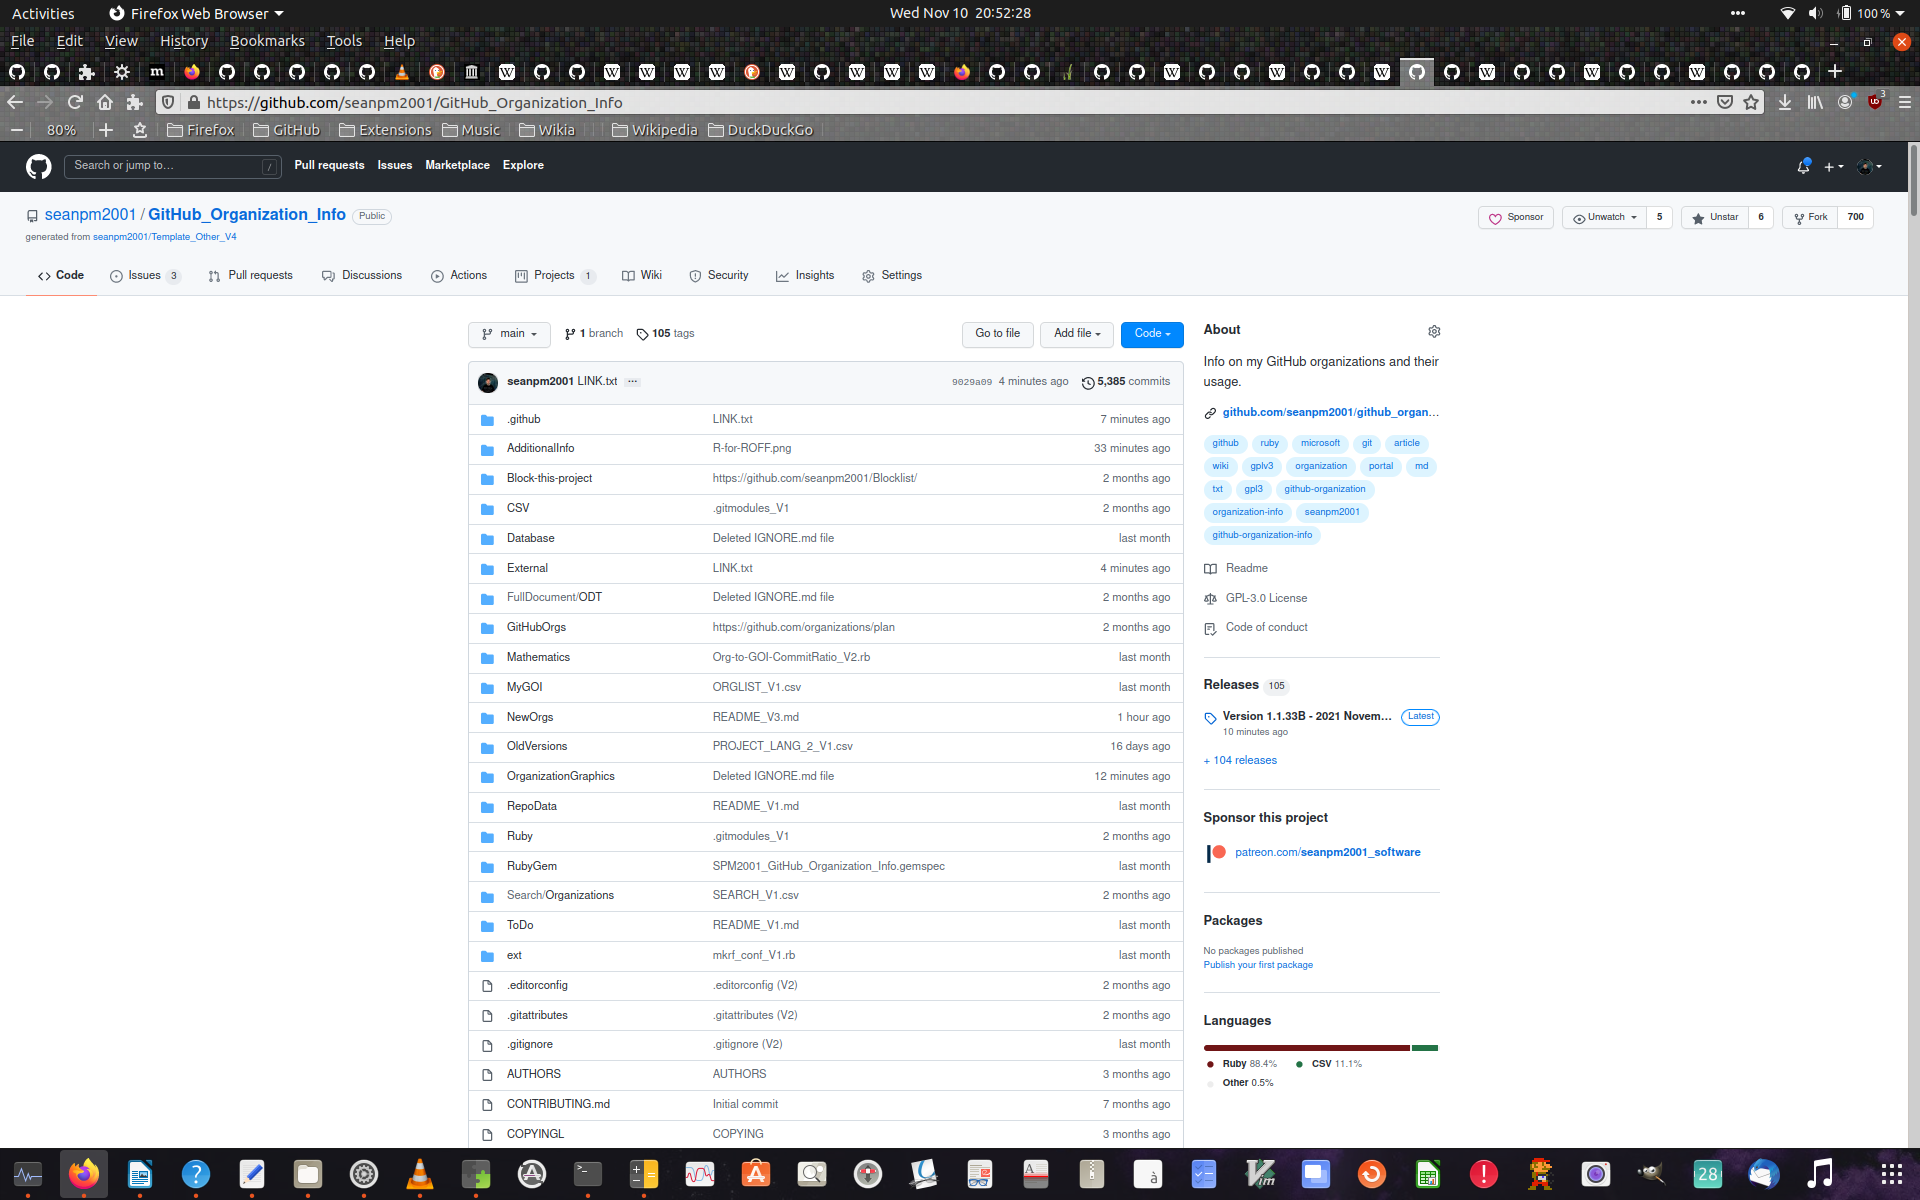 Activities Firefox Web Browser Wed Nov 10 20:52:28 100 %
File Edit View History Bookmarks Tools Help
https://github.com/seanpm2001/GitHub_Organization_Info 3
80% Firefox GitHub Extensions Music Wikia Wikipedia DuckDuckGo
Search or jump to... / Pull requests Issues Marketplace Explore
seanpm2001 / GitHub_Organization_Info Public Sponsor Unwatch 5 Unstar 6 Fork 700
generated from seanpm2001/Template_Other_V4
Code Issues 3 Pull requests Discussions Actions Projects 1 Wiki Security Insights Settings
main 1 branch 105 tags Go to file Add file Code
seanpm2001 LINK.txt ... 9029a09 4 minutes ago 5,385 commits
.github LINK.txt 7 minutes ago
AdditionalInfo R-for-ROFF.png 33 minutes ago
Block-this-project https://github.com/seanpm2001/Blocklist/ 2 months ago
CSV .gitmodules_V1 2 months ago
Database Deleted IGNORE.md file last month
External LINK.txt 4 minutes ago
FullDocument/ODT Deleted IGNORE.md file 2 months ago
GitHubOrgs https://github.com/organizations/plan 2 months ago
Mathematics Org-to-GOI-CommitRatio_V2.rb last month
MyGOI ORGLIST_V1.csv last month
NewOrgs README_V3.md 1 hour ago
OldVersions PROJECT_LANG_2_V1.csv 16 days ago
OrganizationGraphics Deleted IGNORE.md file 12 minutes ago
RepoData README_V1.md last month
Ruby .gitmodules_V1 2 months ago
RubyGem SPM2001_GitHub_Organization_Info.gemspec last month
Search/Organizations SEARCH_V1.csv 2 months ago
ToDo README_V1.md last month
ext mkrf_conf_V1.rb last month
.editorconfig .editorconfig (V2) 2 months ago
.gitattributes .gitattributes (V2) 2 months ago
.gitignore .gitignore (V2) last month
AUTHORS AUTHORS 3 months ago
CONTRIBUTING.md Initial commit 7 months ago
COPYINGL COPYING 3 months ago
About
Info on my GitHub organizations and their
usage.
github.com/seanpm2001/github_organ...
github ruby microsoft git article
wiki gplv3 organization portal md
txt gpl3 github-organization
organization-info seanpm2001
github-organization-info
Readme
GPL-3.0 License
Code of conduct
Releases 105
Version 1.1.33B - 2021 Novem... Latest
10 minutes ago
+ 104 releases
Sponsor this project
patreon.com/seanpm2001_software
Packages
No packages published
Publish your first package
Languages
Ruby 88.4% CSV 11.1%
Other 0.5%
28